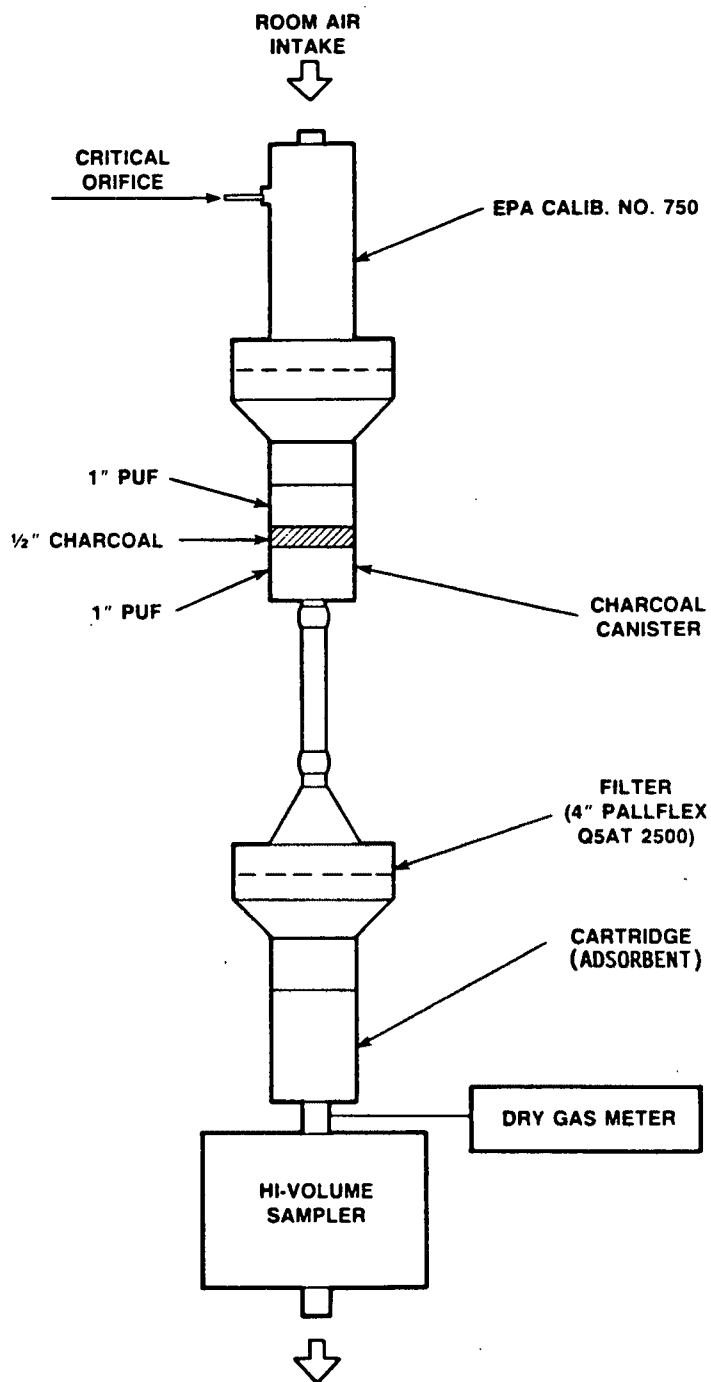 ROOM AIR
INTAKE
CRITICAL
ORIFICE
EPA CALIB. NO. 750
1" PUF
½" CHARCOAL
1" PUF
CHARCOAL
CANISTER
FILTER
(4" PALLFLEX
Q5AT 2500)
CARTRIDGE
(ADSORBENT)
DRY GAS METER
HI-VOLUME
SAMPLER